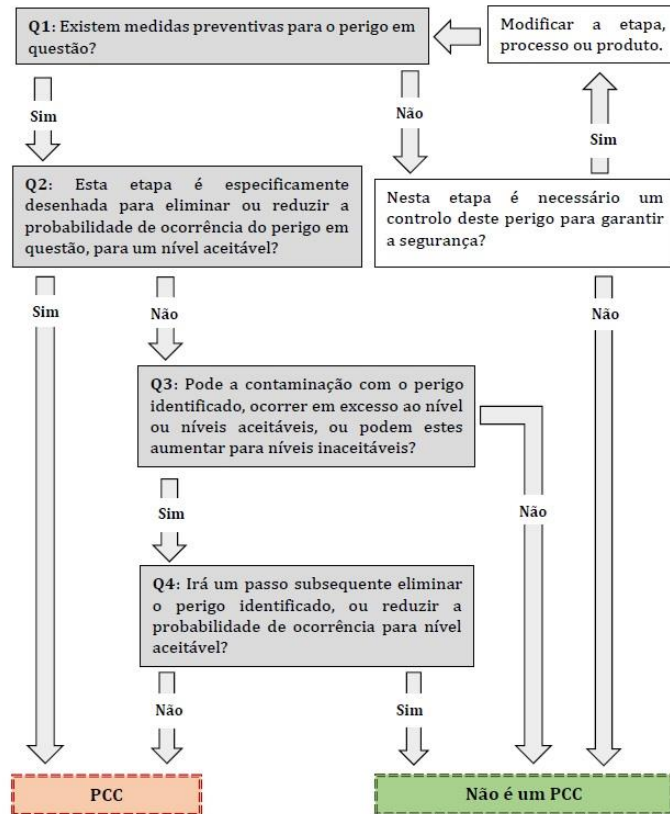 Q1: Existem medidas preventivas para o perigo em
questão?
Modificar a etapa,
processo ou produto.
Sim
Não
Sim
Q2: Esta etapa é especificamente
desenhada para eliminar ou reduzir a
probabilidade de ocorrência do perigo em
questão, para um nível aceitável?
Nesta etapa é necessário um
controlo deste perigo para garantir
a segurança?
Sim
Não
Não
Q3: Pode a contaminação com o perigo
identificado, ocorrer em excesso ao nível
ou níveis aceitáveis, ou podem estes
aumentar para níveis inaceitáveis?
Sim
Não
Q4: Irá um passo subsequente eliminar
o perigo identificado, ou reduzir a
probabilidade de ocorrência para nível
aceitável?
Não
Sim
PCC
Não é um PCC